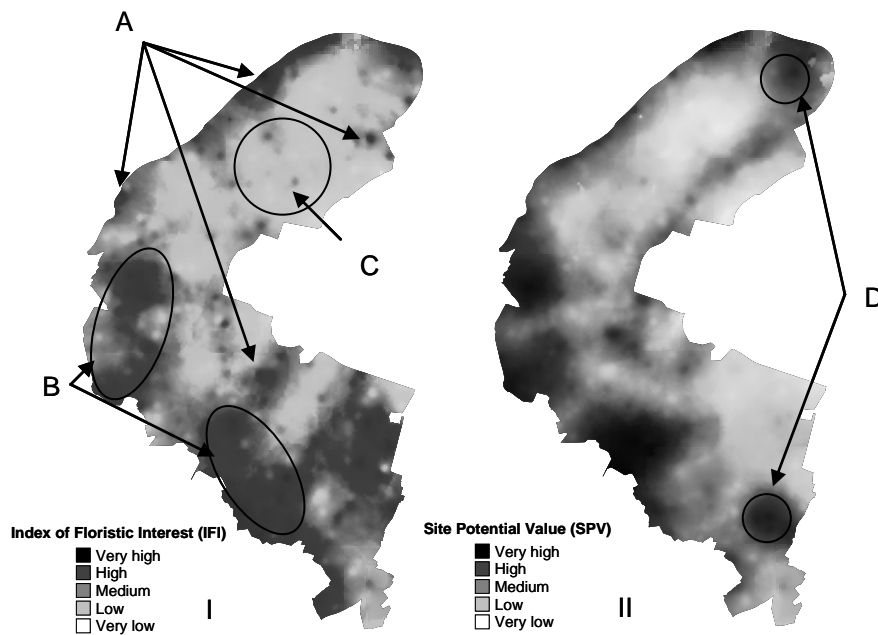 A
B
C
D
Index of Floristic Interest (IFI)
Very high
High
Medium
Low
Very low
I
Site Potential Value (SPV)
Very high
High
Medium
Low
Very low
II